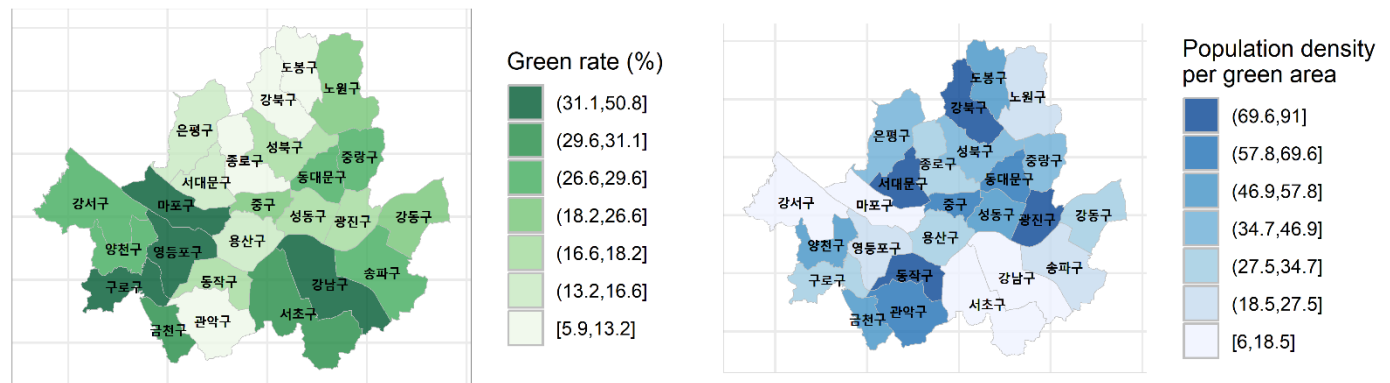 도봉구
노원구
강북구
은평구
성북구
중랑구
종로구
동대문구
서대문구
강서구
마포구
중구
성동구
광진구
강동구
양천구
영등포구
용산구
송파구
구로구
동작구
강남구
금천구
관악구
서초구
Green rate (%)
(31.1,50.8]
(29.6,31.1]
(26.6,29.6]
(18.2,26.6]
(16.6,18.2]
(13.2,16.6]
[5.9,13.2]
도봉구
노원구
강북구
은평구
성북구
종로구
중랑구
서대문구
동대문구
강서구
마포구
중구
성동구
광진구
강동구
양천구
영등포구
용산구
송파구
구로구
동작구
강남구
금천구
관악구
서초구
Population density
per green area
(69.6,91]
(57.8,69.6]
(46.9,57.8]
(34.7,46.9]
(27.5,34.7]
(18.5,27.5]
[6,18.5]